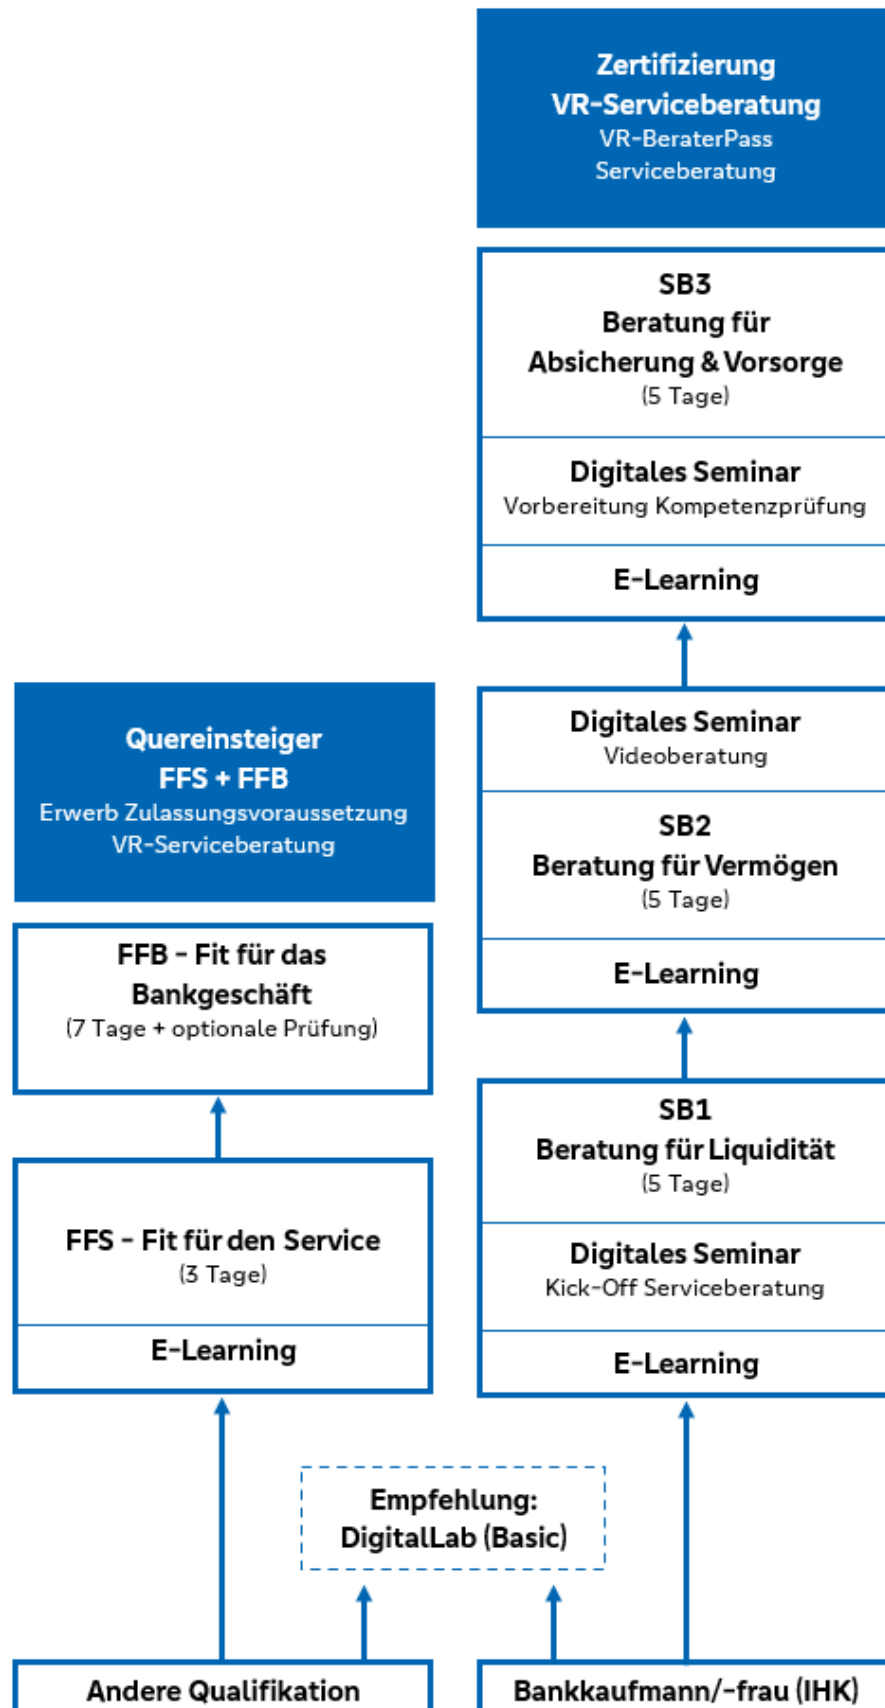 Zertifizierung
VR-Serviceberatung
VR-BeraterPass
Serviceberatung
SB3
Beratung für
Absicherung & Vorsorge
(5 Tage)
Digitales Seminar
Vorbereitung Kompetenzprüfung
E-Learning
Digitales Seminar
Videoberatung
SB2
Beratung für Vermögen
(5 Tage)
E-Learning
SB1
Beratung für Liquidität
(5 Tage)
Digitales Seminar
Kick-Off Serviceberatung
E-Learning
Quereinsteiger
FFS + FFB
Erwerb Zulassungsvoraussetzung
VR-Serviceberatung
FFB - Fit für das
Bankgeschäft
(7 Tage + optionale Prüfung)
FFS - Fit für den Service
(3 Tage)
E-Learning
Empfehlung:
DigitalLab (Basic)
Andere Qualifikation
Bankkaufmann/-frau (IHK)